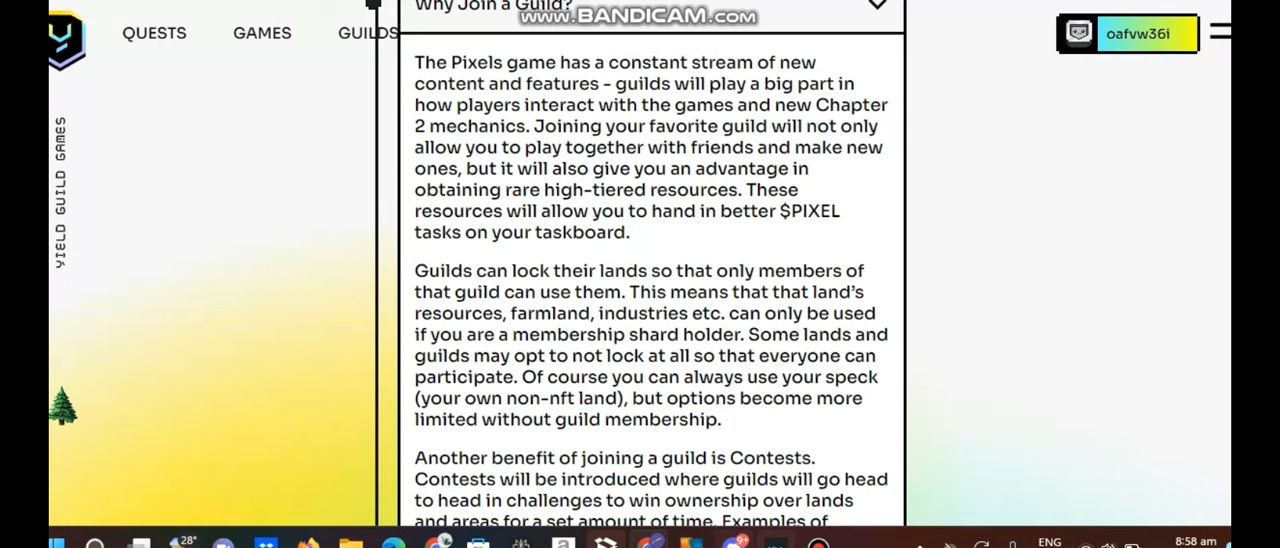 Why Join a Guild?
www.BANDICAM.com
QUESTS
GAMES
GUILDS
oafvw36i
YIELD GUILD GAMES
The Pixels game has a constant stream of new
content and features - guilds will play a big part in
how players interact with the games and new Chapter
2 mechanics. Joining your favorite guild will not only
allow you to play together with friends and make new
ones, but it will also give you an advantage in
obtaining rare high-tiered resources. These
resources will allow you to hand in better $PIXEL
tasks on your taskboard.
Guilds can lock their lands so that only members of
that guild can use them. This means that that land's
resources, farmland, industries etc. can only be used
if you are a membership shard holder. Some lands and
guilds may opt to not lock at all so that everyone can
participate. Of course you can always use your speck
(your own non-nft land), but options become more
limited without guild membership.
Another benefit of joining a guild is Contests.
Contests will be introduced where guilds will go head
to head in challenges to win ownership over lands
and areas for a set amount of time. Examples of
28°
9+
ENG
8:58 am